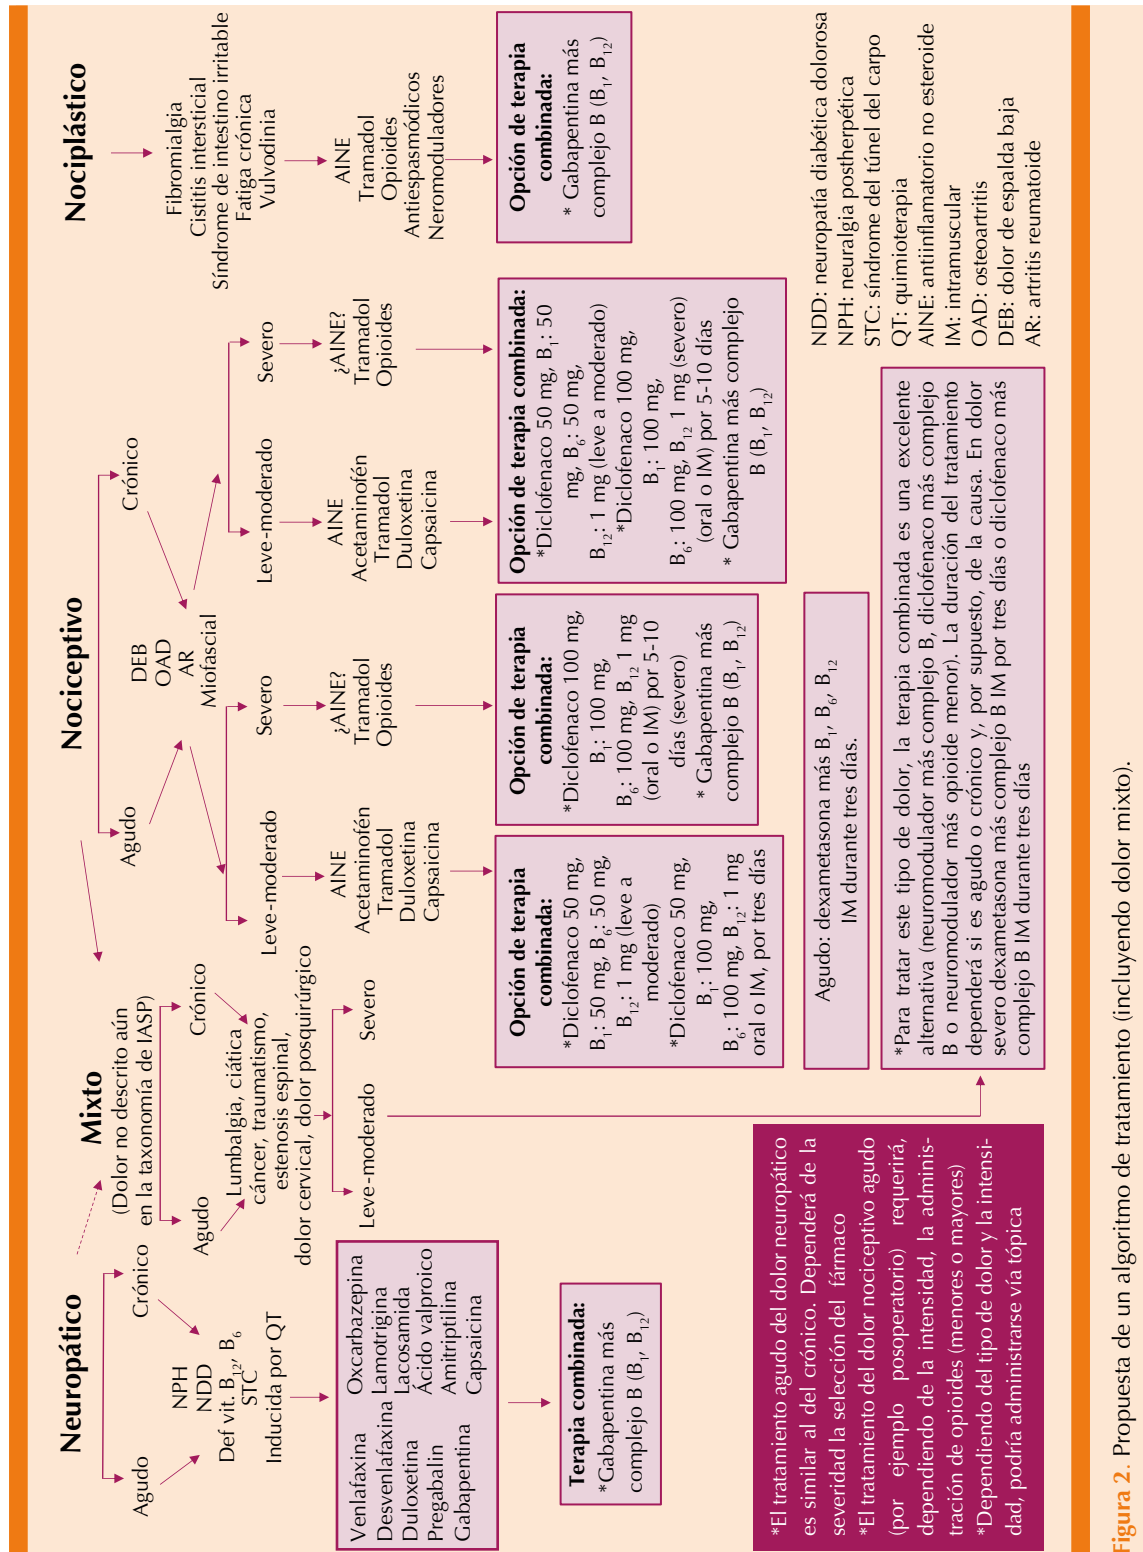 Neuropático
Agudo
Crónico
NPH
NDD
Def vit. B12, B6
STC
Inducida por QT
Venlafaxina
Desvenlafaxina
Duloxetina
Pregabalin
Gabapentina
Oxcarbazepina
Lamotrigina
Lacosamida
Ácido valproico
Amitriptilina
Capsaicina
Terapia combinada:
*Gabapentina más
complejo B (B1, B12)
Mixto
(Dolor no descrito aún
en la taxonomía de IASP)
Agudo
Crónico
Lumbalgia, ciática
cáncer, traumatismo,
estenosis espinal,
dolor cervical, dolor posquirúrgico
Leve-moderado
Severo
Nociceptivo
Agudo
Crónico
DEB
OAD
AR
Miofascial
Leve-moderado
Severo
AINE
Acetaminofén
Tramadol
Duloxetina
Capsaicina
¿AINE?
Tramadol
Opioides
Opción de terapia
combinada:
*Diclofenaco 50 mg,
B1: 50 mg, B6: 50 mg,
B12: 1 mg (leve a
moderado)
*Diclofenaco 50 mg,
B1: 100 mg,
B6: 100 mg, B12: 1 mg
oral o IM, por tres días
Opción de terapia
combinada:
*Diclofenaco 100 mg,
B1: 100 mg,
B6: 100 mg, B12 1 mg
(oral o IM) por 5-10
días (severo)
* Gabapentina más
complejo B (B1, B12)
Leve-moderado
Severo
AINE
Acetaminofén
Tramadol
Duloxetina
Capsaicina
¿AINE?
Tramadol
Opioides
Opción de terapia combinada:
*Diclofenaco 50 mg, B1: 50
mg, B6: 50 mg,
B12: 1 mg (leve a moderado)
*Diclofenaco 100 mg,
B1: 100 mg,
B6: 100 mg, B12 1 mg (severo)
(oral o IM) por 5-10 días
* Gabapentina más complejo
B (B1, B12)
Nociplástico
Fibromialgia
Cistitis intersticial
Síndrome de intestino irritable
Fatiga crónica
Vulvodinia
AINE
Tramadol
Opioides
Antiespasmódicos
Neromoduladores
Opción de terapia
combinada:
* Gabapentina más
complejo B (B1, B12)
*El tratamiento agudo del dolor neuropático
es similar al del crónico. Dependerá de la
severidad la selección del fármaco
*El tratamiento del dolor nociceptivo agudo
(por ejemplo posoperatorio) requerirá,
dependiendo de la intensidad, la adminis-
tración de opioides (menores o mayores)
*Dependiendo del tipo de dolor y la intensi-
dad, podría administrarse vía tópica
Agudo: dexametasona más B1, B6, B12
IM durante tres días.
*Para tratar este tipo de dolor, la terapia combinada es una excelente
alternativa (neuromodulador más complejo B, diclofenaco más complejo
B o neuromodulador más opioide menor). La duración del tratamiento
dependerá si es agudo o crónico y, por supuesto, de la causa. En dolor
severo dexametasona más complejo B IM por tres días o diclofenaco más
complejo B IM durante tres días
NDD: neuropatía diabética dolorosa
NPH: neuralgia postherpética
STC: síndrome del túnel del carpo
QT: quimioterapia
AINE: antiinflamatorio no esteroide
IM: intramuscular
OAD: osteoartritis
DEB: dolor de espalda baja
AR: artritis reumatoide
Figura 2. Propuesta de un algoritmo de tratamiento (incluyendo dolor mixto).